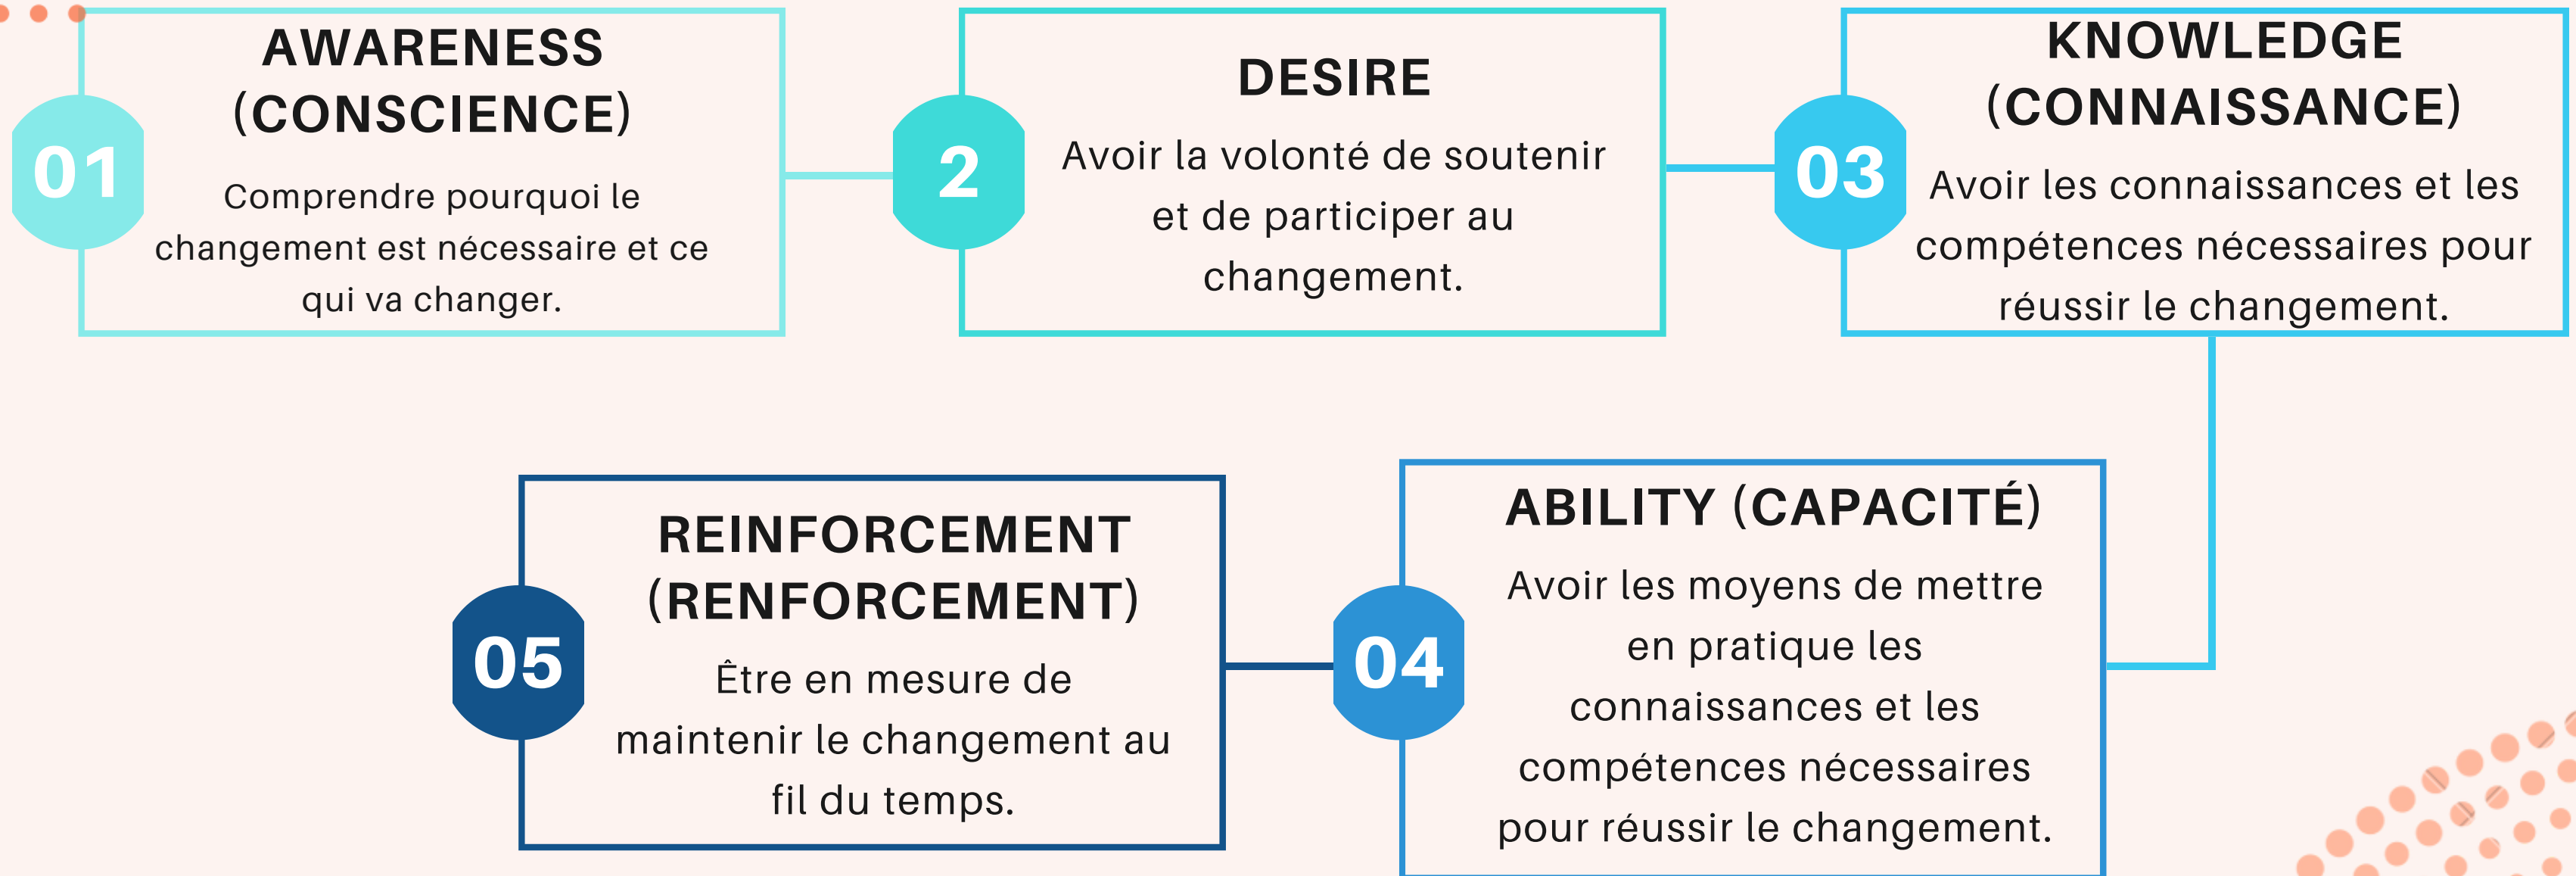 01
AWARENESS
(CONSCIENCE)
Comprendre pourquoi le
changement est nécessaire et ce
qui va changer.
2
DESIRE
Avoir la volonté de soutenir
et de participer au
changement.
03
KNOWLEDGE
(CONNAISSANCE)
Avoir les connaissances et les
compétences nécessaires pour
réussir le changement.
04
ABILITY (CAPACITÉ)
Avoir les moyens de mettre
en pratique les
connaissances et les
compétences nécessaires
pour réussir le changement.
05
REINFORCEMENT
(RENFORCEMENT)
Être en mesure de
maintenir le changement au
fil du temps.